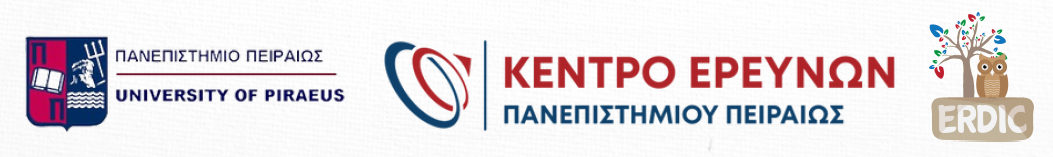 Π
Π
ΠΑΝΕΠΙΣΤΗΜΙΟ ΠΕΙΡΑΙΩΣ
UNIVERSITY OF PIRAEUS
ΚΕΝΤΡΟ ΕΡΕΥΝΩΝ
ΠΑΝΕΠΙΣΤΗΜΙΟΥ ΠΕΙΡΑΙΩΣ
ERDIC